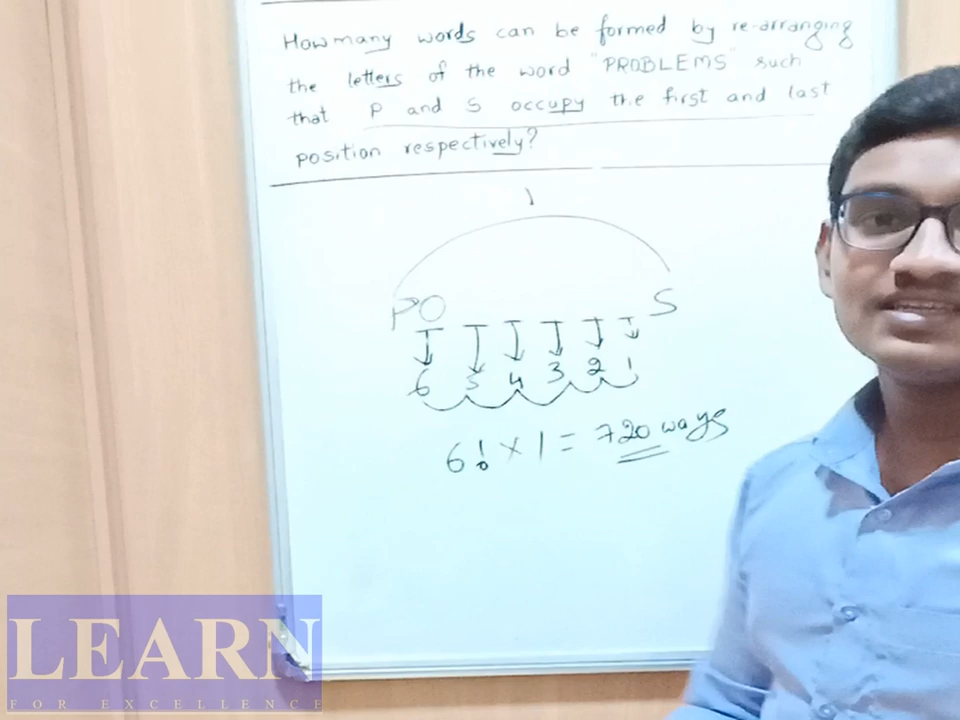 How many words can be formed by re-arranging
the letters of the word "PROBLEMS" such
that P and S occupy the first and last
position respectively?
1
P O S
6 5 4 3 2 1
6! × 1 = 720 ways
LEARN
FOR EXCELLENCE